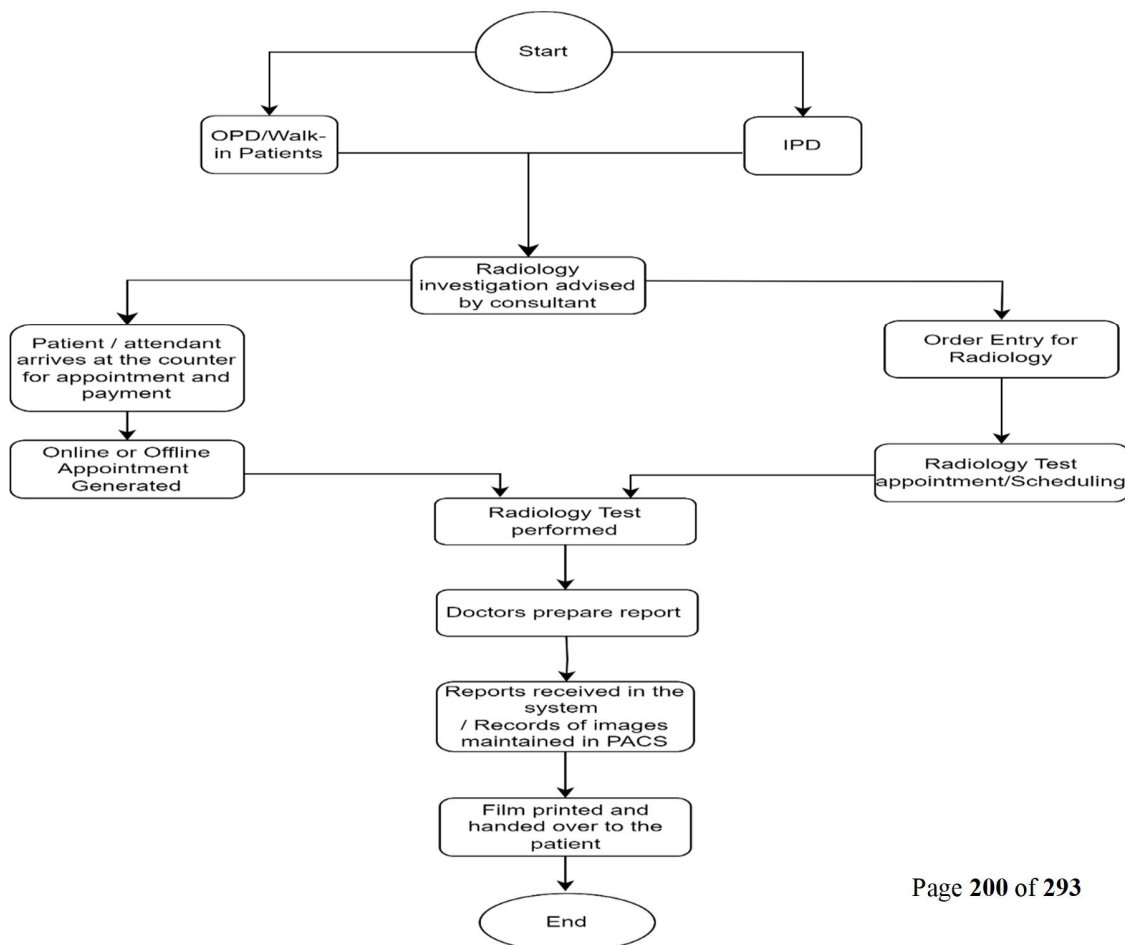 Start
OPD/Walk-
in Patients
IPD
Radiology
investigation advised
by consultant
Patient / attendant
arrives at the counter
for appointment and
payment
Order Entry for
Radiology
Online or Offline
Appointment
Generated
Radiology Test
appointment/Scheduling
Radiology Test
performed
Doctors prepare report
Reports received in the
system
/ Records of images
maintained in PACS
Film printed and
handed over to the
patient
End
Page 200 of 293